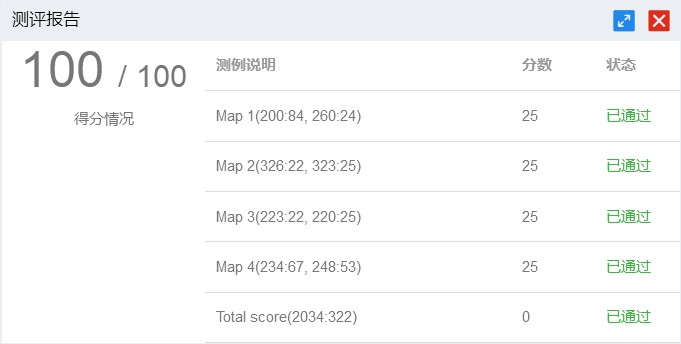 测评报告
100 / 100
得分情况
测例说明 分数 状态
Map 1(200:84, 260:24) 25 已通过
Map 2(326:22, 323:25) 25 已通过
Map 3(223:22, 220:25) 25 已通过
Map 4(234:67, 248:53) 25 已通过
Total score(2034:322) 0 已通过